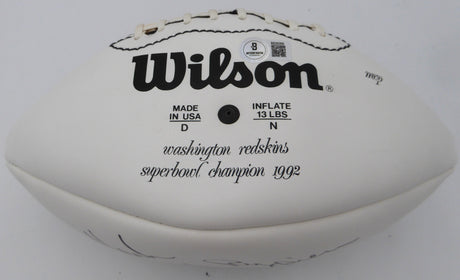 Wilson®
MADE
IN USA
D
INFLATE
13 LBS
N
washington redskins
superbowl champion 1992